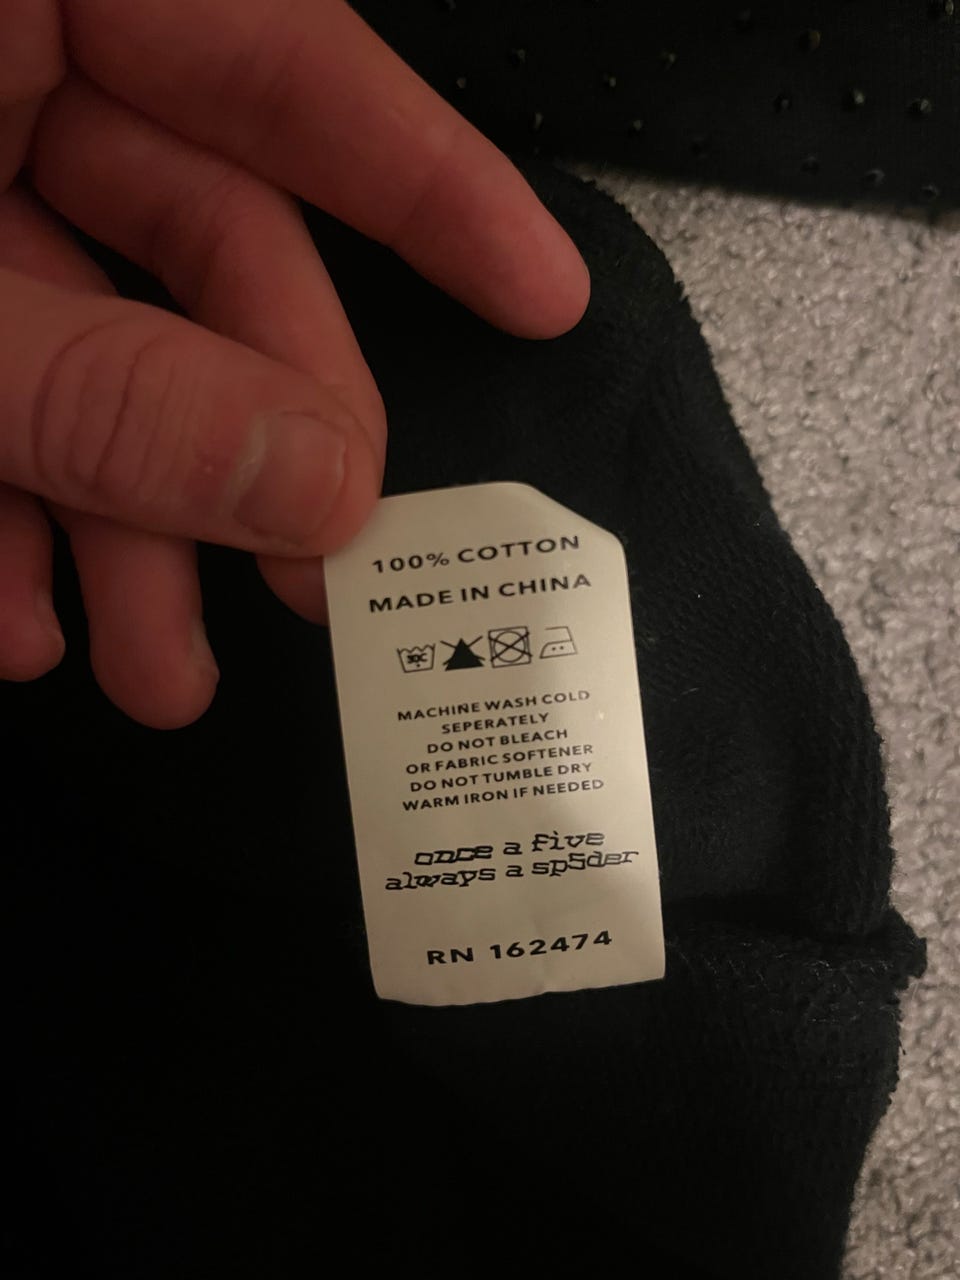 100% COTTON
MADE IN CHINA
30C
MACHINE WASH COLD
SEPERATELY
DO NOT BLEACH
OR FABRIC SOFTENER
DO NOT TUMBLE DRY
WARM IRON IF NEEDED
once a five
always a sp5der
RN 162474